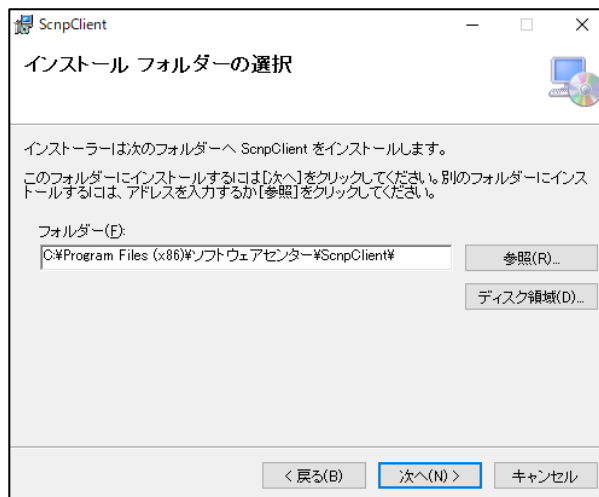 ScnpClient
インストール フォルダーの選択
インストーラーは次のフォルダーへ ScnpClient をインストールします。
このフォルダーにインストールするには[次へ]をクリックしてください。別のフォルダーにインス
トールするには、アドレスを入力するか[参照]をクリックしてください。
フォルダー(F):
C:¥Program Files (x86)¥ソフトウェアセンター¥ScnpClient¥
参照(R)...
ディスク領域(D)...
< 戻る(B)
次へ(N) >
キャンセル